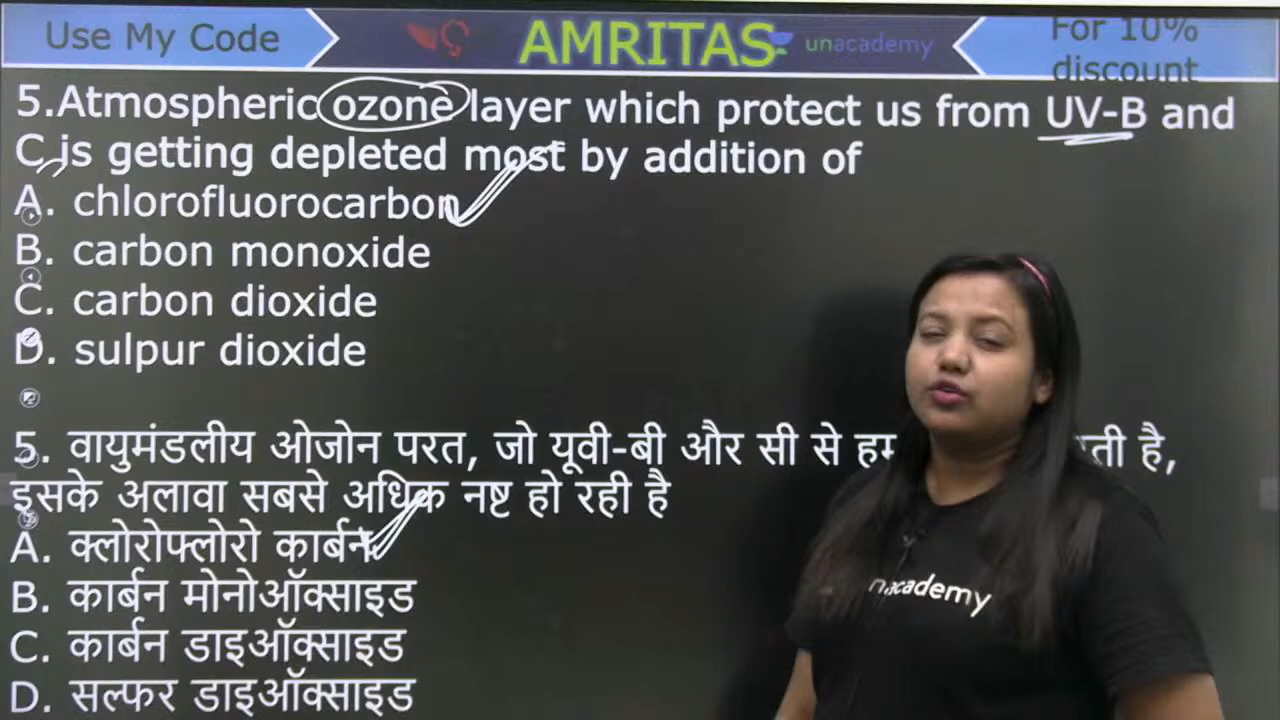 Use My Code
AMRITAS
unacademy
For 10%
discount
5.Atmospheric ozone layer which protect us from UV-B and
C is getting depleted most by addition of
A. chlorofluorocarbon
B. carbon monoxide
C. carbon dioxide
D. sulpur dioxide
5. वायुमंडलीय ओजोन परत, जो यूवी-बी और सी से है,
इसके अलावा सबसे अधिक नष्ट हो रही है
A. क्लोरोफ्लोरो कार्बन
B. कार्बन मोनोऑक्साइड
C. कार्बन डाइऑक्साइड
D. सल्फर डाइऑक्साइड
unacademy